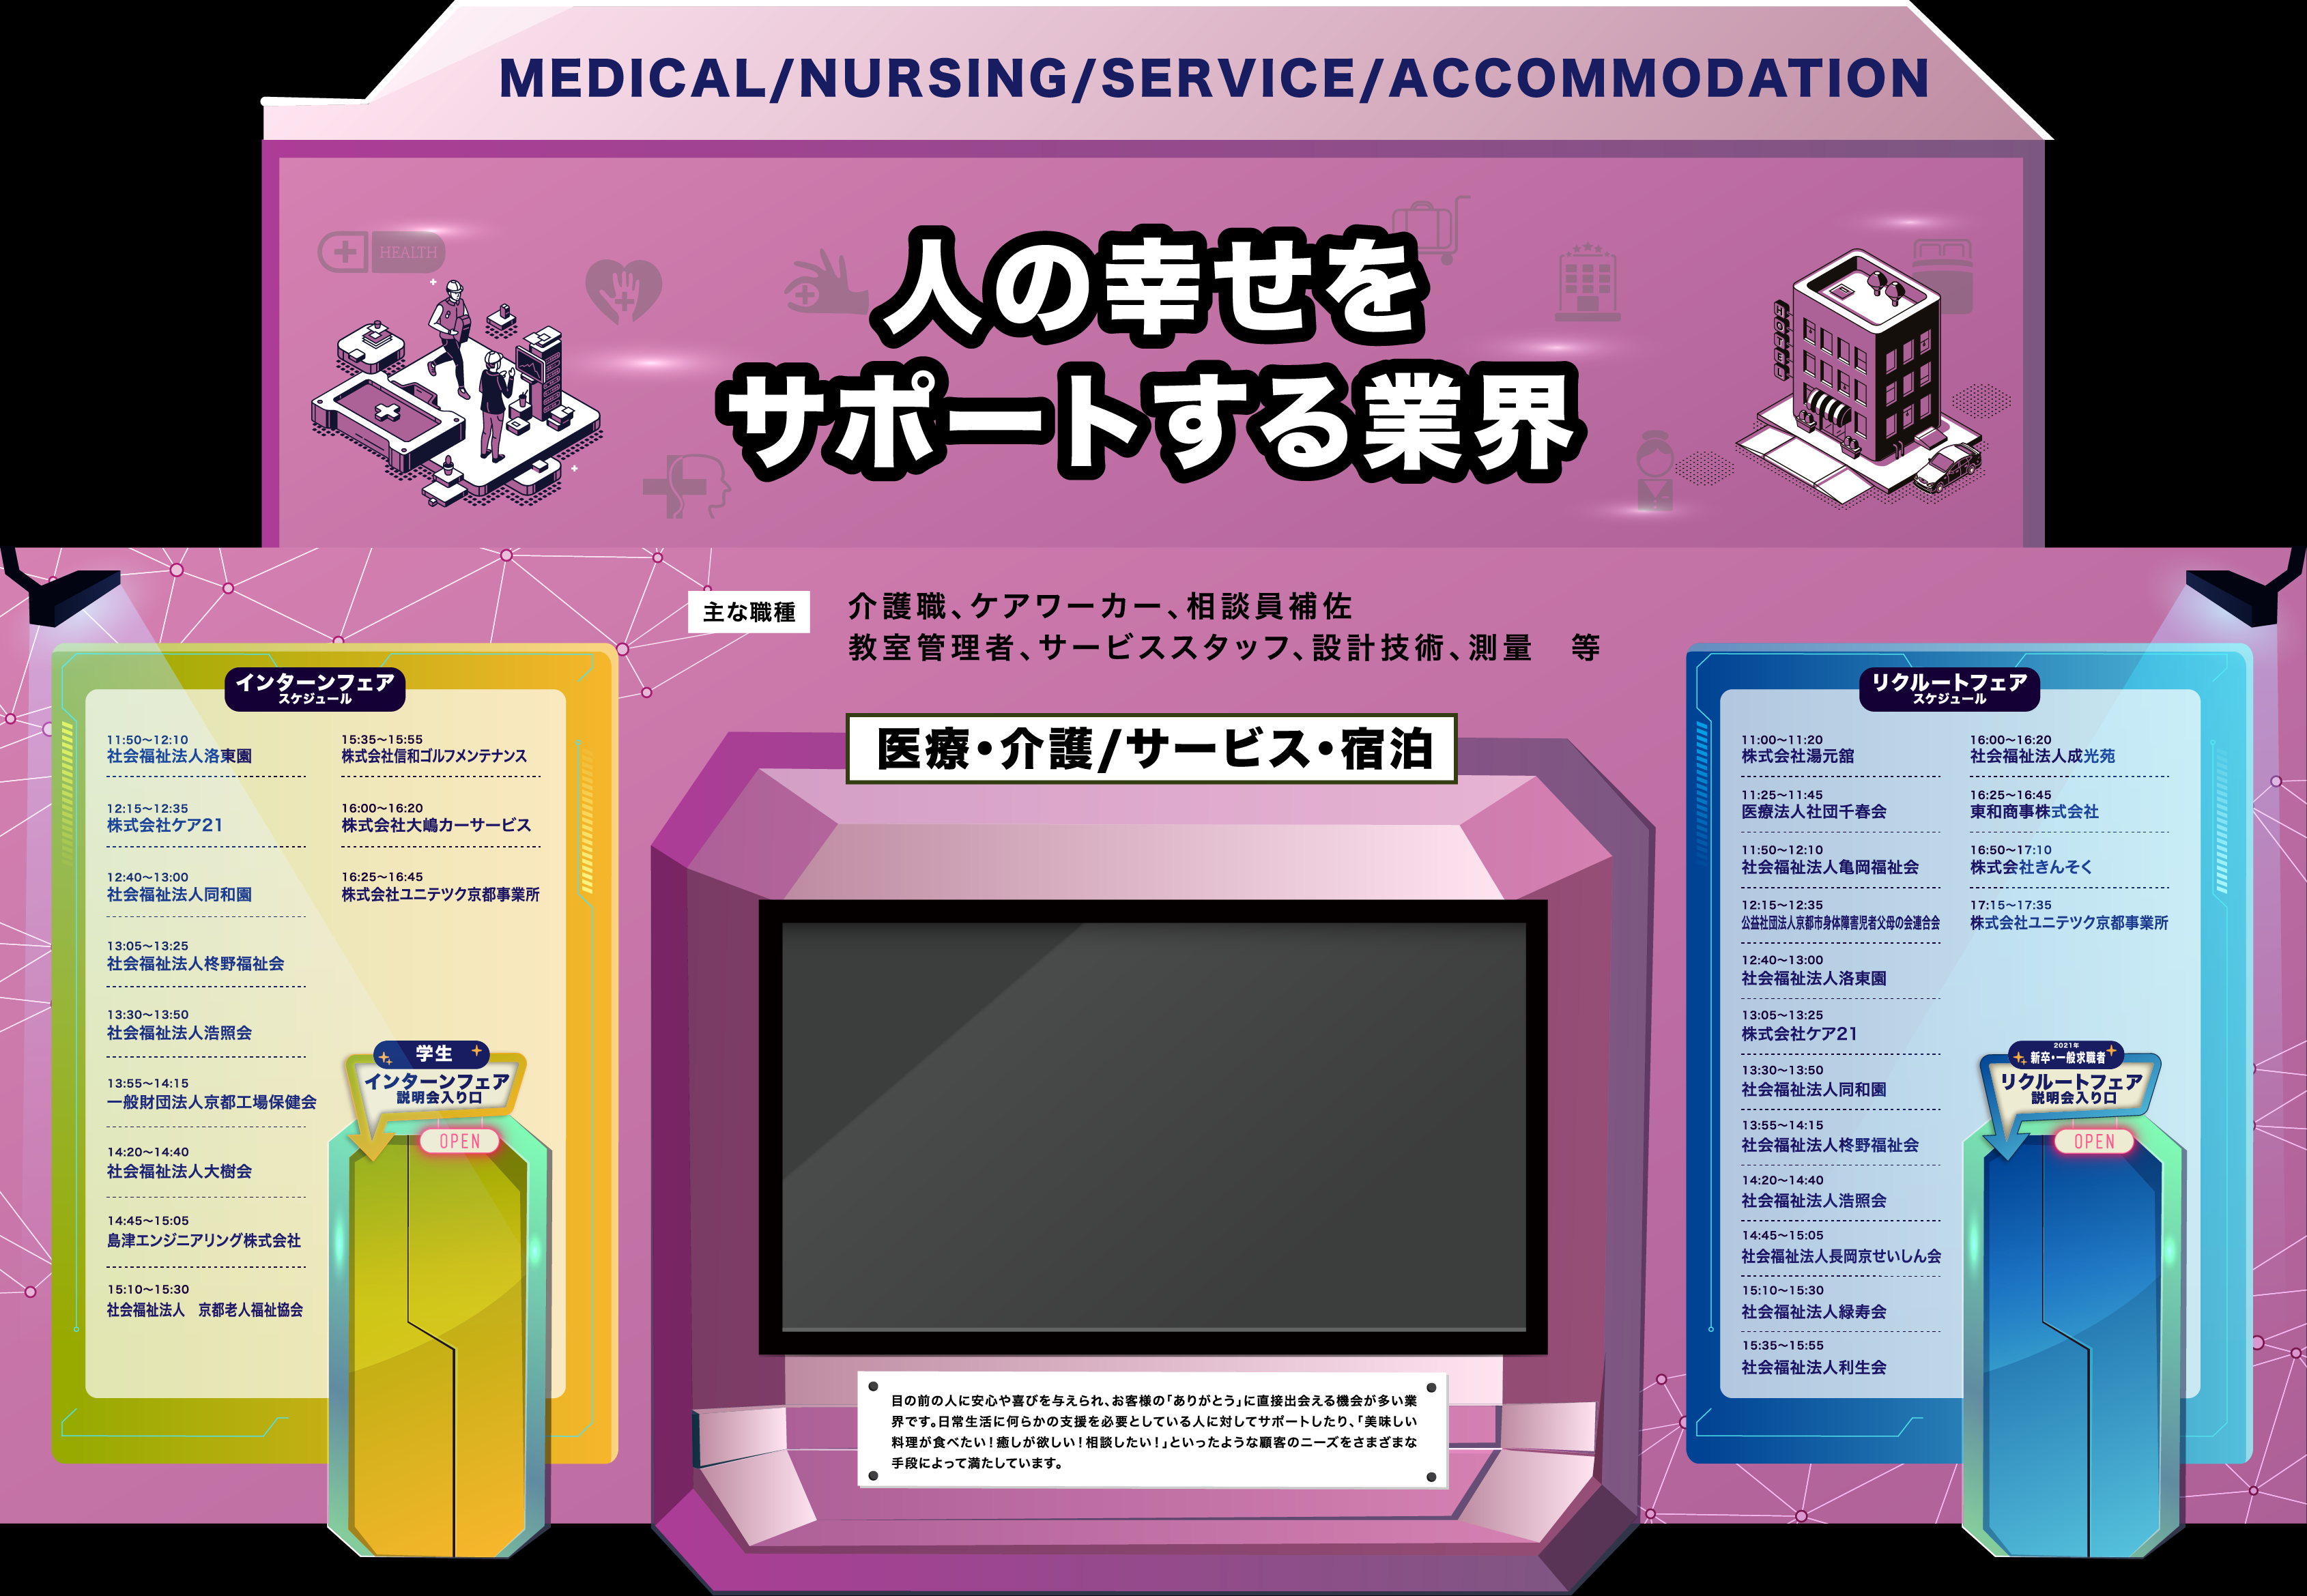 MEDICAL/NURSING/SERVICE/ACCOMMODATION
HEALTH
HOTEL
人の幸せを
サポートする業界
主な職種
介護職、ケアワーカー、相談員補佐
教室管理者、サービススタッフ、設計技術、測量　等
医療・介護/サービス・宿泊
インターンフェア
スケジュール
11:50〜12:10
社会福祉法人洛東園
12:15〜12:35
株式会社ケア21
12:40〜13:00
社会福祉法人同和園
13:05〜13:25
社会福祉法人柊野福祉会
13:30〜13:50
社会福祉法人浩照会
13:55〜14:15
一般財団法人京都工場保健会
14:20〜14:40
社会福祉法人大樹会
14:45〜15:05
島津エンジニアリング株式会社
15:10〜15:30
社会福祉法人　京都老人福祉協会
15:35〜15:55
株式会社信和ゴルフメンテナンス
16:00〜16:20
株式会社大嶋カーサービス
16:25〜16:45
株式会社ユニテツク京都事業所
学生
インターンフェア
説明会入り口
OPEN
目の前の人に安心や喜びを与えられ、お客様の「ありがとう」に直接出会える機会が多い業
界です。日常生活に何らかの支援を必要としている人に対してサポートしたり、「美味しい
料理が食べたい！癒しが欲しい！相談したい！」といったような顧客のニーズをさまざまな
手段によって満たしています。
リクルートフェア
スケジュール
11:00〜11:20
株式会社湯元舘
11:25〜11:45
医療法人社団千春会
11:50〜12:10
社会福祉法人亀岡福祉会
12:15〜12:35
公益社団法人京都市身体障害児者父母の会連合会
12:40〜13:00
社会福祉法人洛東園
13:05〜13:25
株式会社ケア21
13:30〜13:50
社会福祉法人同和園
13:55〜14:15
社会福祉法人柊野福祉会
14:20〜14:40
社会福祉法人浩照会
14:45〜15:05
社会福祉法人長岡京せいしん会
15:10〜15:30
社会福祉法人緑寿会
15:35〜15:55
社会福祉法人利生会
16:00〜16:20
社会福祉法人成光苑
16:25〜16:45
東和商事株式会社
16:50〜17:10
株式会社きんそく
17:15〜17:35
株式会社ユニテツク京都事業所
2021年
新卒・一般求職者
リクルートフェア
説明会入り口
OPEN